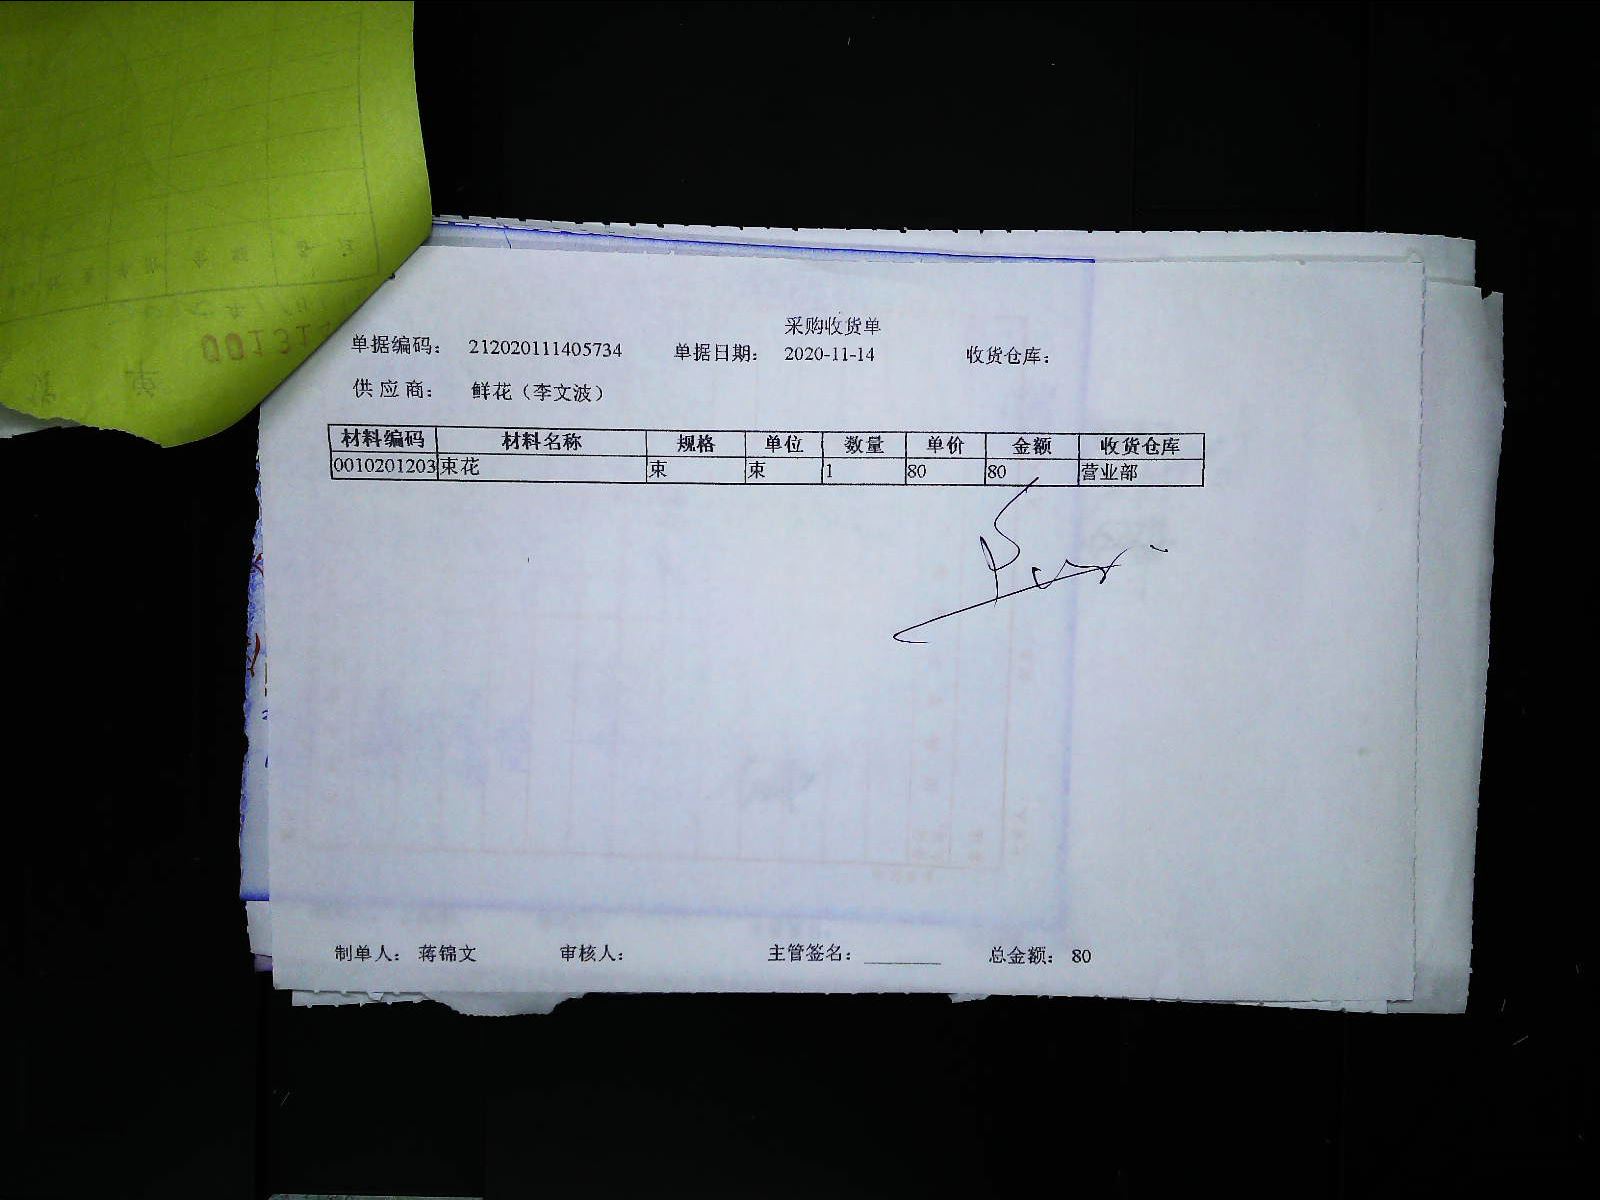 采购收货单
单据编码： 212020111405734 单据日期： 2020-11-14 收货仓库：
供应商： 鲜花（李文波）
材料编码 材料名称 规格 单位 数量 单价 金额 收货仓库
0010201203 束花 束 束 1 80 80 营业部
制单人： 蒋锦文 审核人： 主管签名： ________ 总金额： 80